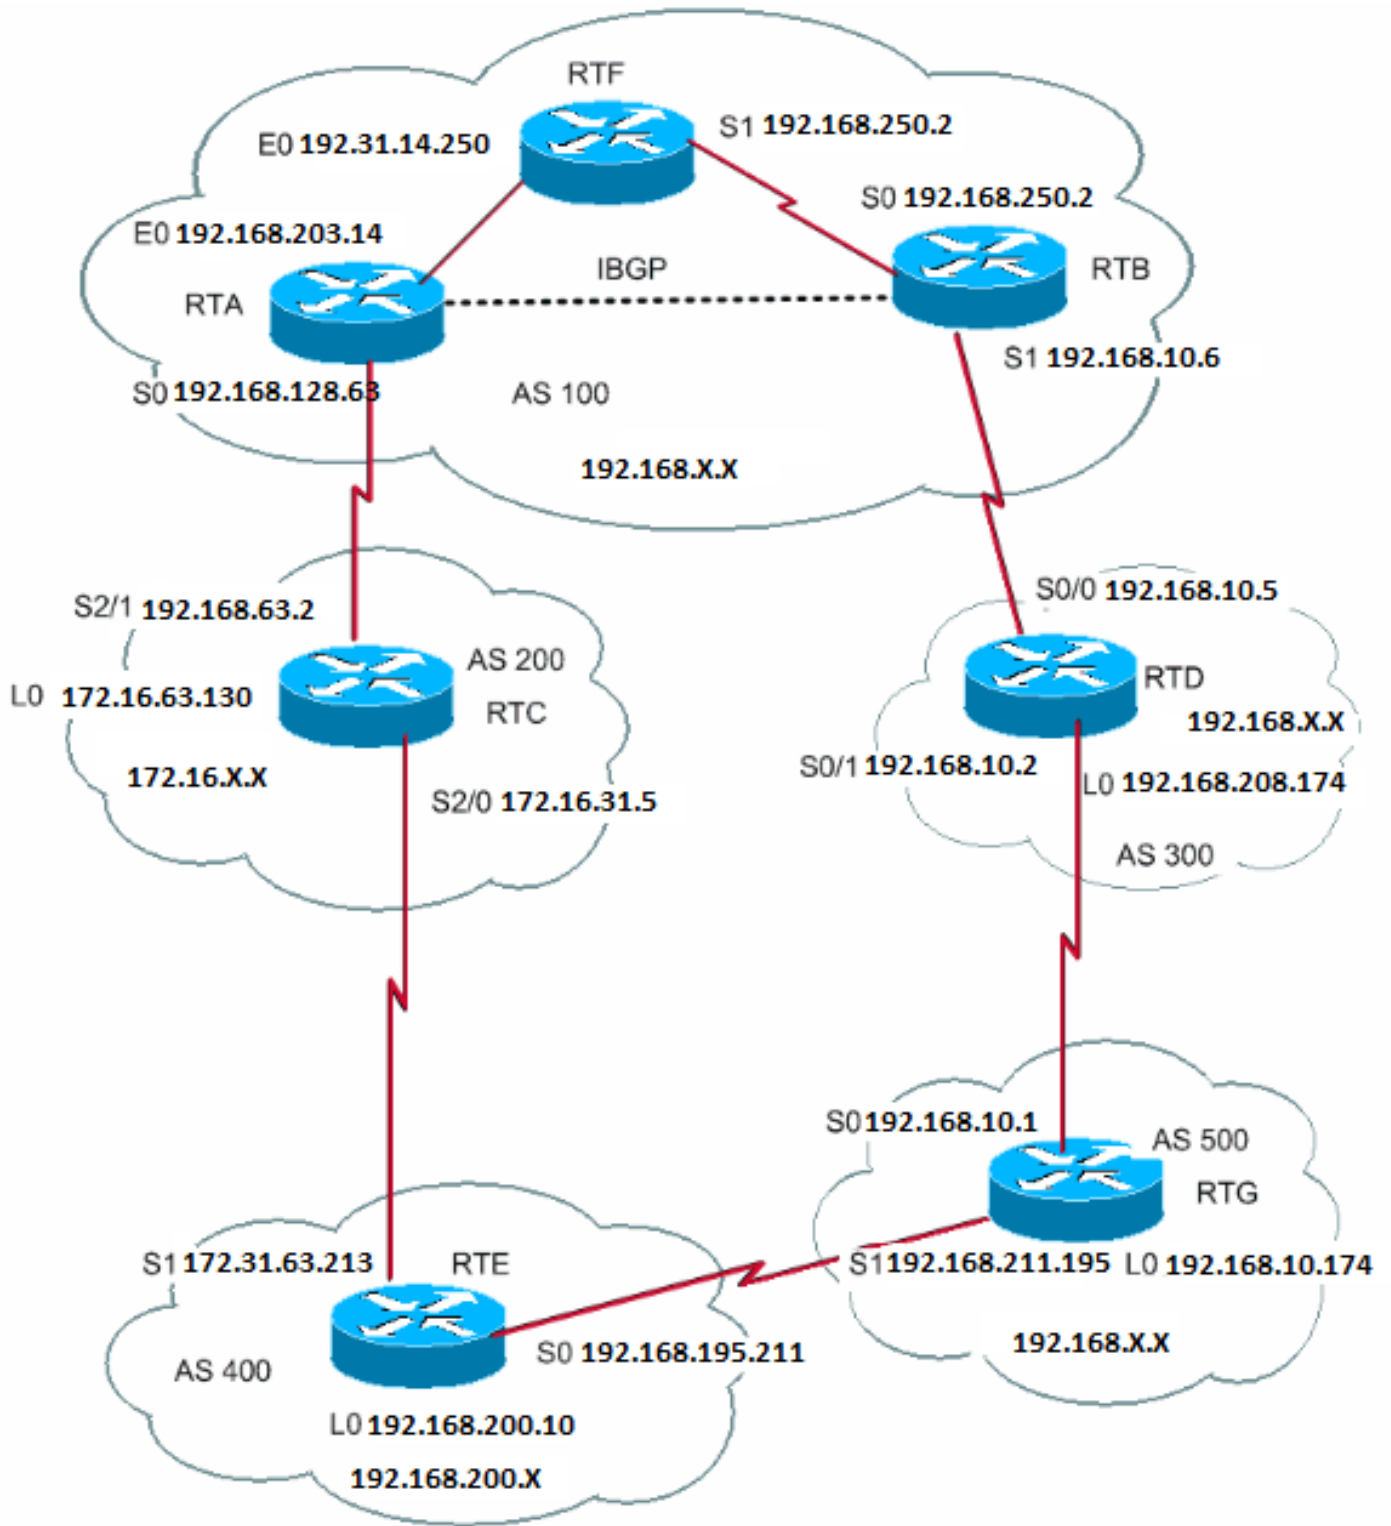 RTF
S1 192.168.250.2
E0 192.31.14.250
S0 192.168.250.2
E0 192.168.203.14
IBGP
RTB
RTA
S1 192.168.10.6
S0 192.168.128.63
AS 100
192.168.X.X
S0/0 192.168.10.5
S2/1 192.168.63.2
AS 200
RTD
L0 172.16.63.130
RTC
192.168.X.X
S0/1 192.168.10.2
172.16.X.X
L0 192.168.208.174
S2/0 172.16.31.5
AS 300
S0 192.168.10.1
AS 500
RTG
S1 172.31.63.213
RTE
S1 192.168.211.195
L0 192.168.10.174
192.168.X.X
S0 192.168.195.211
AS 400
L0 192.168.200.10
192.168.200.X